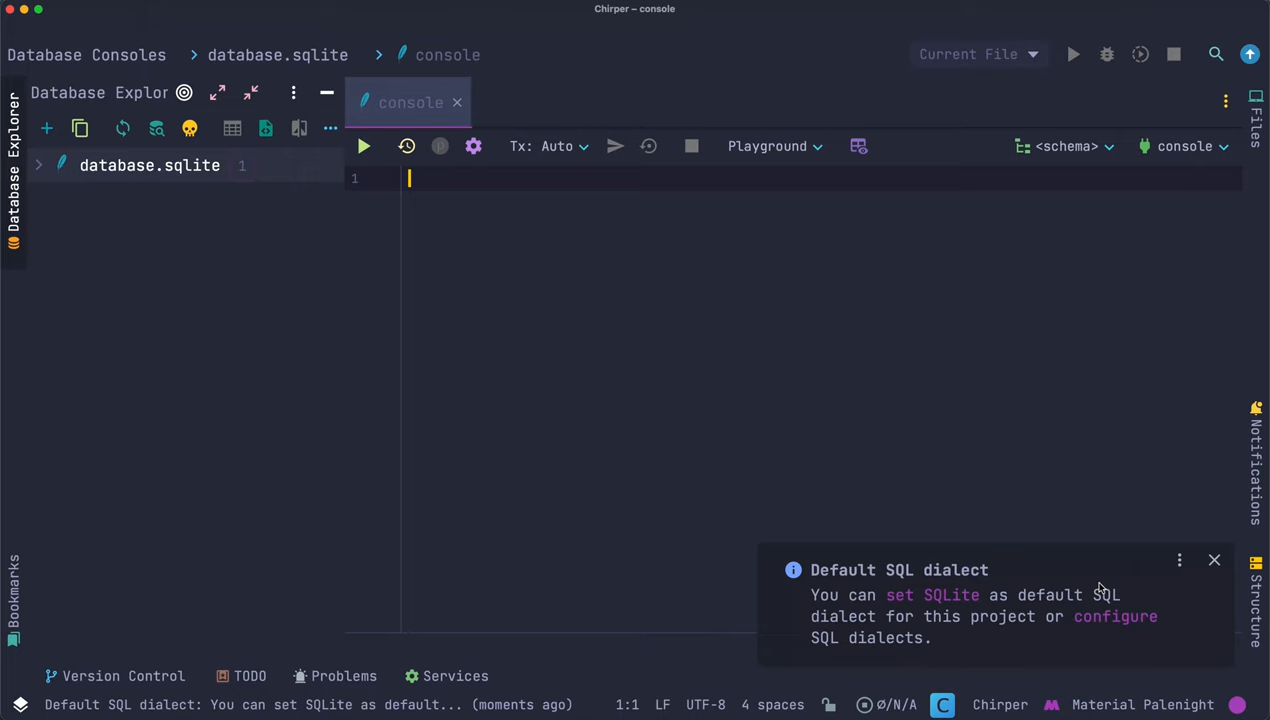 Chirper – console
Database Consoles > database.sqlite > console
Current File
Database Explor
console
Tx: Auto
Playground
<schema>
console
database.sqlite 1
1
Database Explorer
Bookmarks
Files
Notifications
Structure
Default SQL dialect
You can set SQLite as default SQL
dialect for this project or configure
SQL dialects.
Version Control
TODO
Problems
Services
Default SQL dialect: You can set SQLite as default... (moments ago)
1:1
LF
UTF-8
4 spaces
Ø/N/A
C
Chirper
Material Palenight